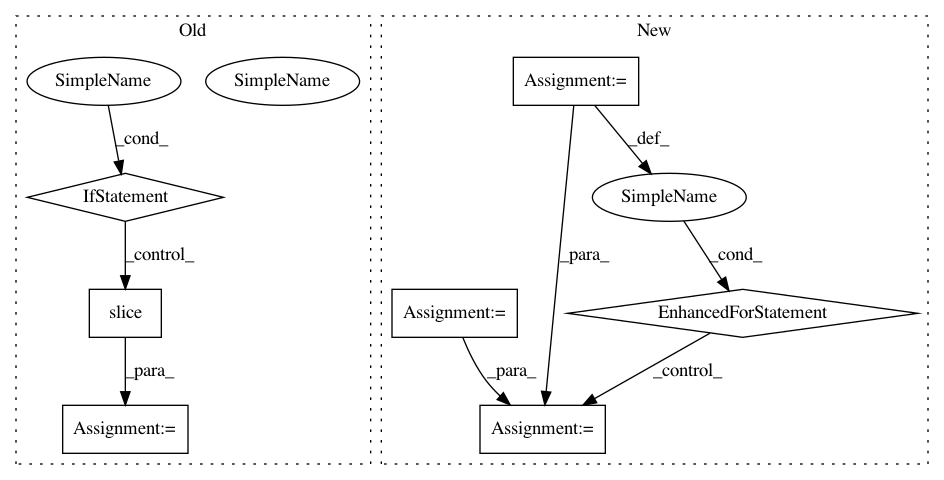 Old
New
SimpleName
SimpleName
Assignment:=
_cond_
_def_
IfStatement
SimpleName
_control_
_para_
_cond_
slice
Assignment:=
EnhancedForStatement
_para_
_para_
_control_
Assignment:=
Assignment:=